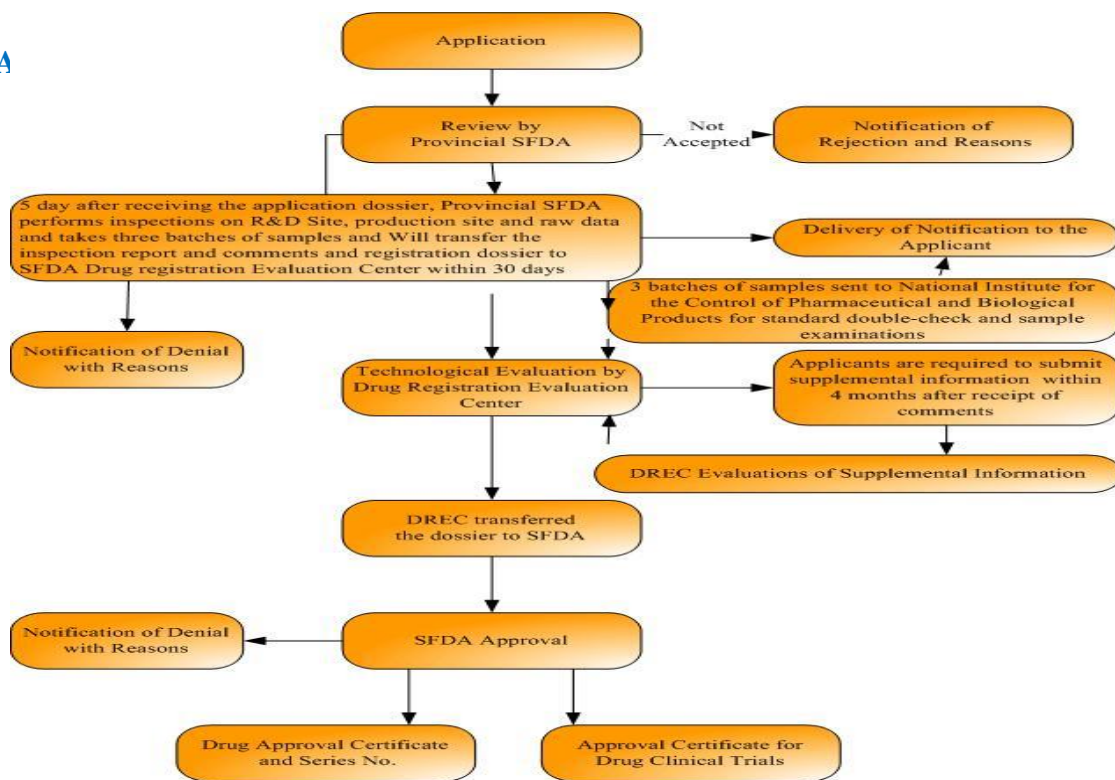 A
Application
Review by
Provincial SFDA
Not
Accepted
Notification of
Rejection and Reasons
5 day after receiving the application dossier, Provincial SFDA
performs inspections on R&D Site, production site and raw data
and takes three batches of samples and Will transfer the
inspection report and comments and registration dossier to
SFDA Drug registration Evaluation Center within 30 days
Delivery of Notification to the
Applicant
3 batches of samples sent to National Institute for
the Control of Pharmaceutical and Biological
Products for standard double-check and sample
examinations
Notification of Denial
with Reasons
Technological Evaluation by
Drug Registration Evaluation
Center
Applicants are required to submit
supplemental information within
4 months after receipt of
comments
DREC Evaluations of Supplemental Information
DREC transferred
the dossier to SFDA
Notification of Denial
with Reasons
SFDA Approval
Drug Approval Certificate
and Series No.
Approval Certificate for
Drug Clinical Trials